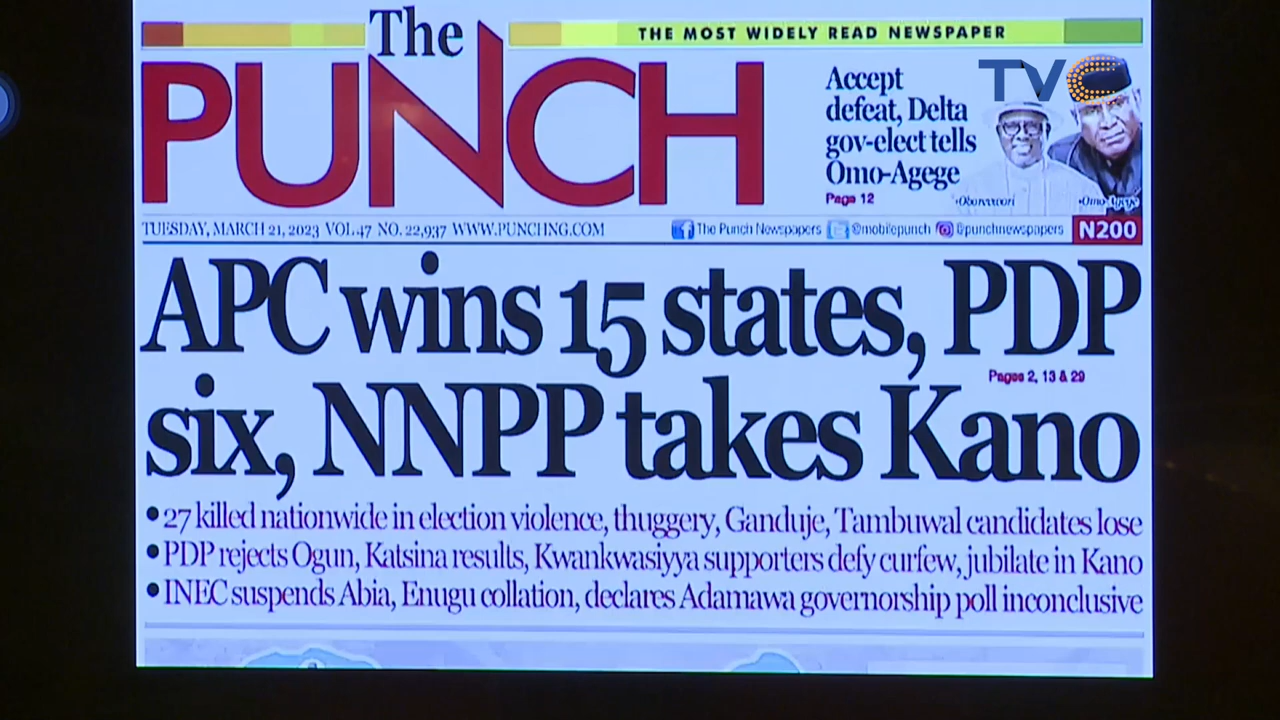 The
PUNCH
THE MOST WIDELY READ NEWSPAPER
TVC
Accept
defeat, Delta
gov-elect tells
Omo-Agege
Page 12
•Oborevwori
•Omo-Agege
TUESDAY, MARCH 21, 2023 VOL 47 NO. 22,937 WWW.PUNCHNG.COM
The Punch Newspapers @mobilepunch @punchnewspapers
N200
APC wins 15 states, PDP
Pages 2, 13 & 29
six, NNPP takes Kano
•27 killed nationwide in election violence, thuggery, Ganduje, Tambuwal candidates lose
•PDP rejects Ogun, Katsina results, Kwankwasiyya supporters defy curfew, jubilate in Kano
•INEC suspends Abia, Enugu collation, declares Adamawa governorship poll inconclusive